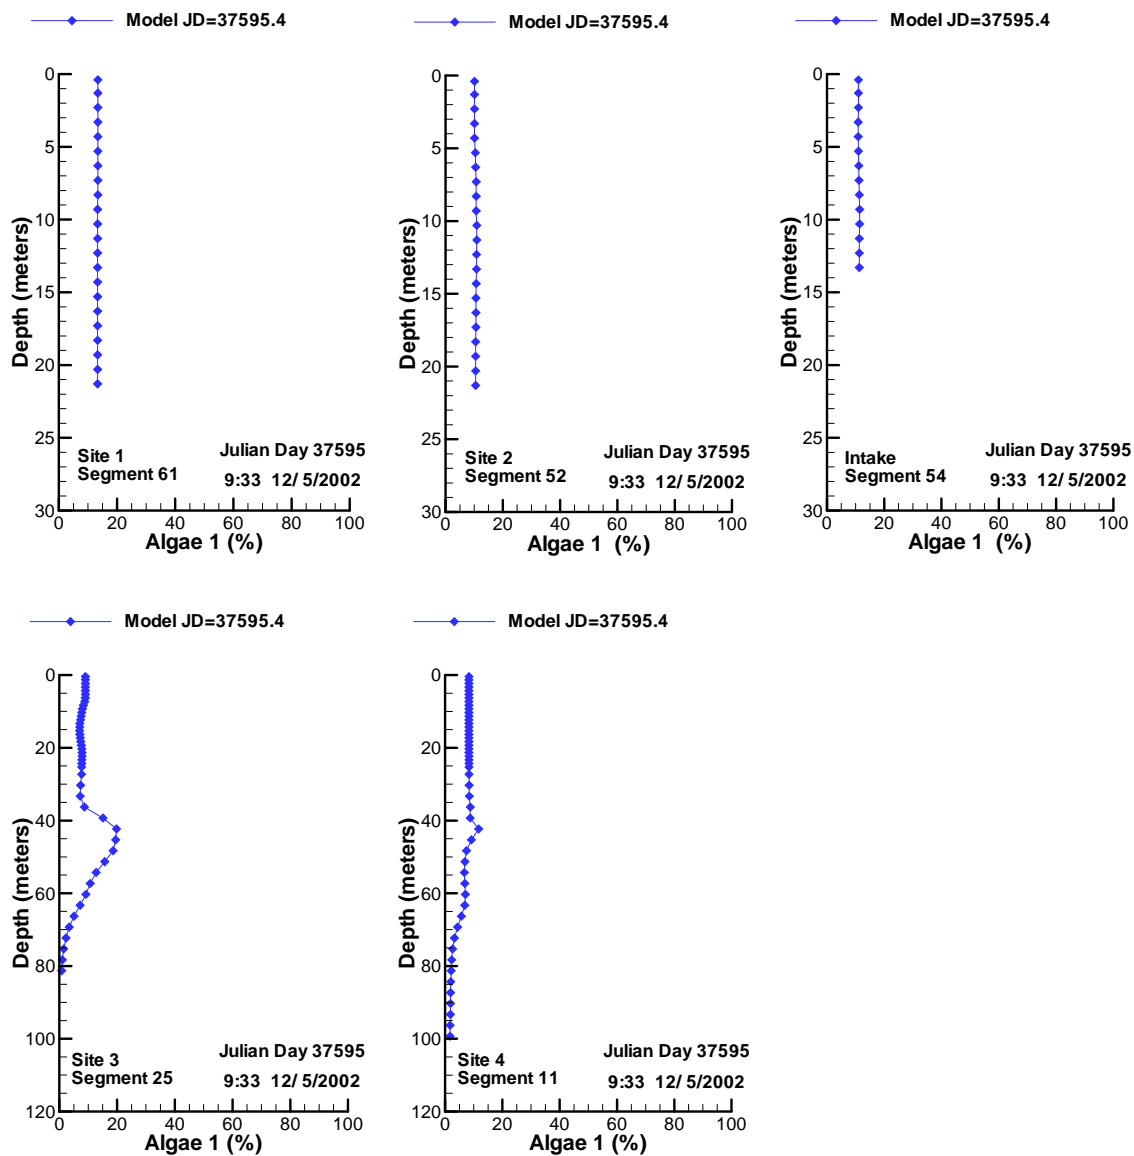 Model JD=37595.4
0
5
10
15
20
25
30
Depth (meters)
Site 1
Segment 61
Julian Day 37595
9:33 12/ 5/2002
0 20 40 60 80 100
Algae 1 (%)
Model JD=37595.4
0
5
10
15
20
25
30
Depth (meters)
Site 2
Segment 52
Julian Day 37595
9:33 12/ 5/2002
0 20 40 60 80 100
Algae 1 (%)
Model JD=37595.4
0
5
10
15
20
25
30
Depth (meters)
Intake
Segment 54
Julian Day 37595
9:33 12/ 5/2002
0 20 40 60 80 100
Algae 1 (%)
Model JD=37595.4
0
20
40
60
80
100
120
Depth (meters)
Site 3
Segment 25
Julian Day 37595
9:33 12/ 5/2002
0 20 40 60 80 100
Algae 1 (%)
Model JD=37595.4
0
20
40
60
80
100
120
Depth (meters)
Site 4
Segment 11
Julian Day 37595
9:33 12/ 5/2002
0 20 40 60 80 100
Algae 1 (%)